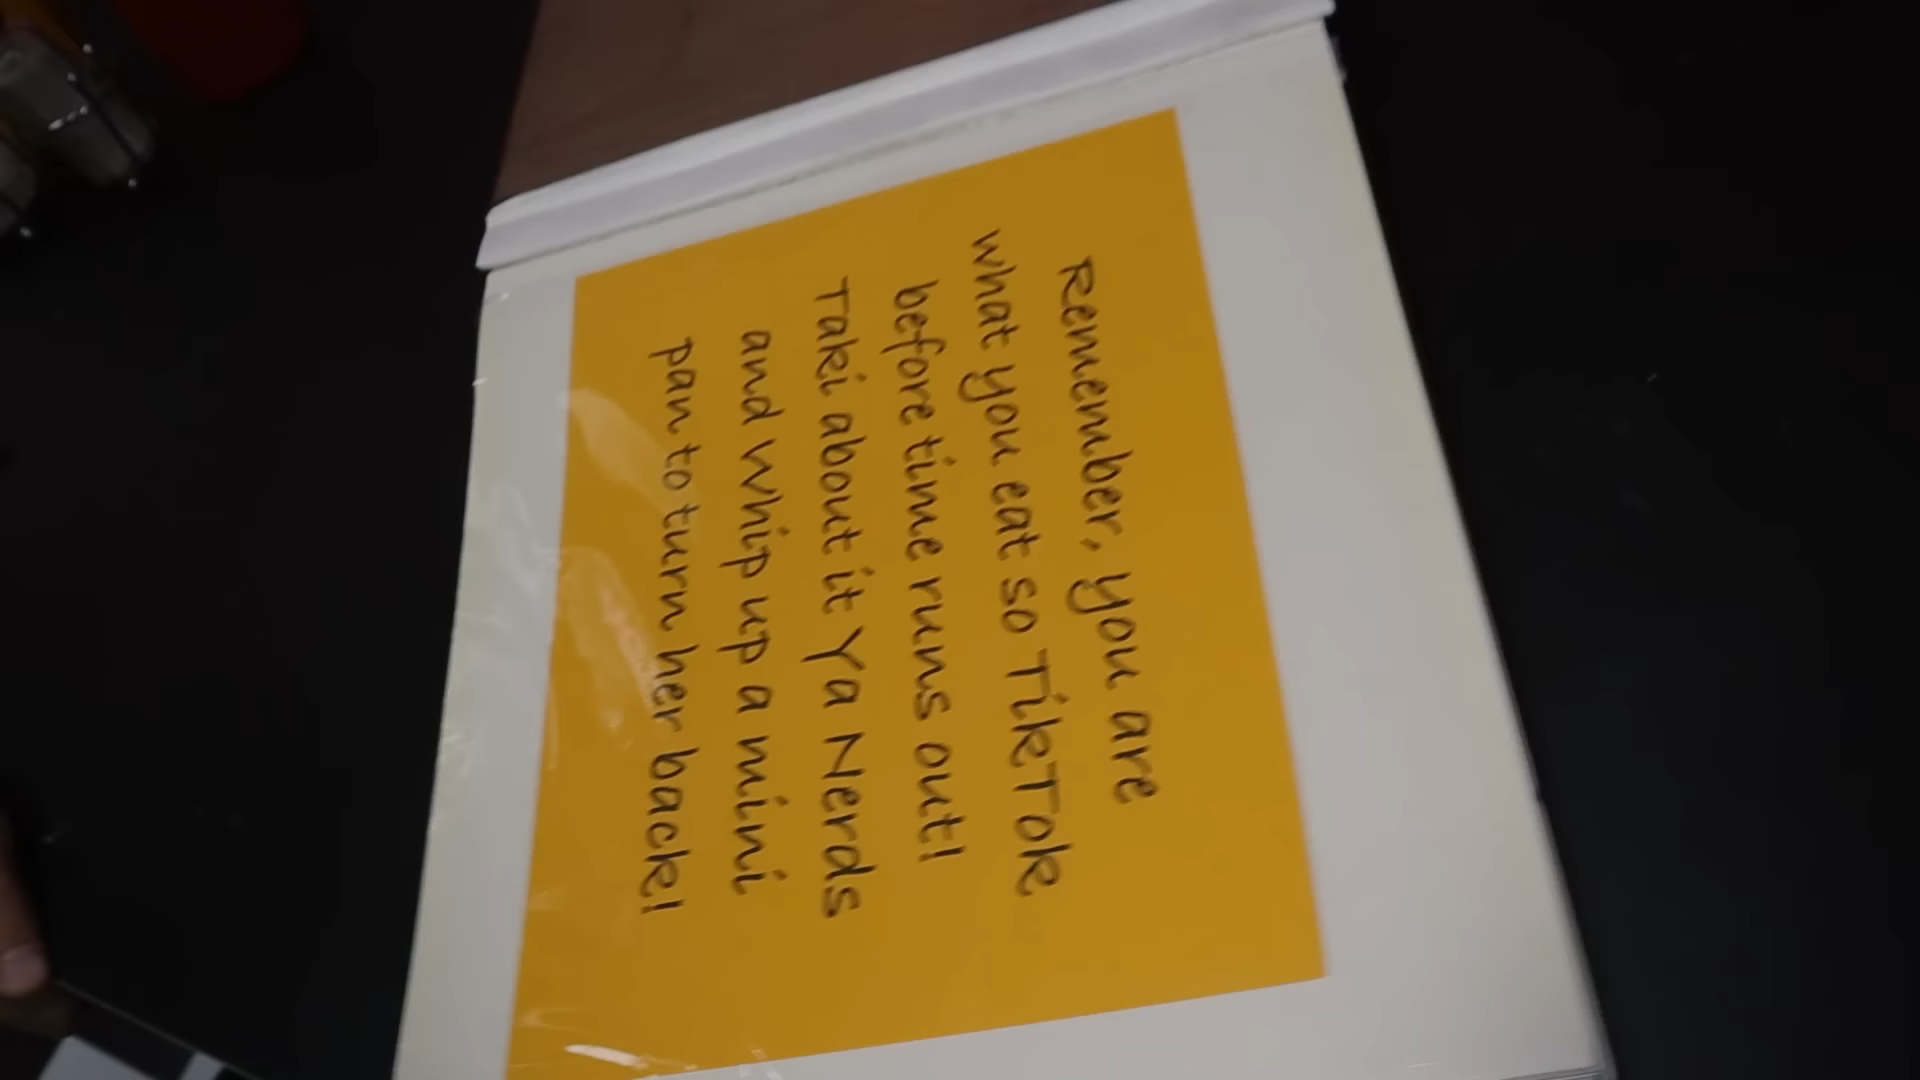 Remember, you are
what you eat so TikTok
before time runs out!
Taki about it Ya Nerds
and Whip up a mini
pan to turn her back!